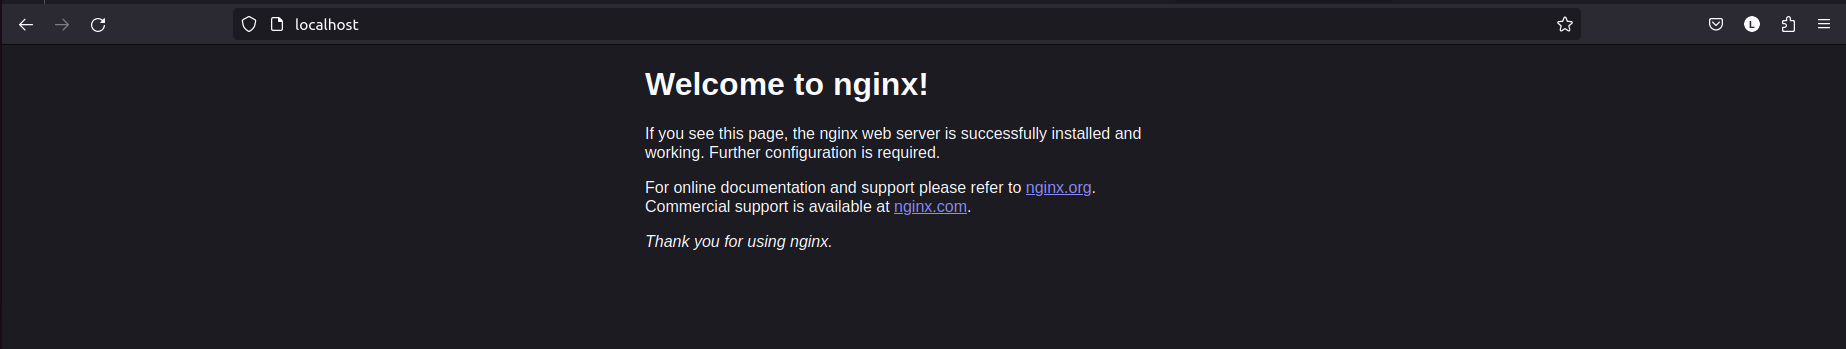 localhost
L
Welcome to nginx!
If you see this page, the nginx web server is successfully installed and
working. Further configuration is required.
For online documentation and support please refer to nginx.org.
Commercial support is available at nginx.com.
Thank you for using nginx.